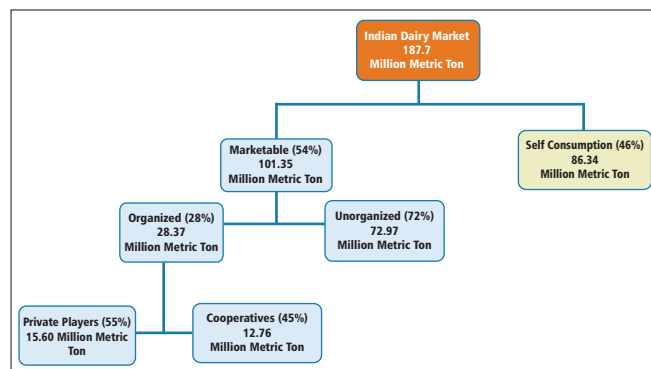 Indian Dairy Market
187.7
Million Metric Ton
Marketable (54%)
101.35
Million Metric Ton
Self Consumption (46%)
86.34
Million Metric Ton
Organized (28%)
28.37
Million Metric Ton
Unorganized (72%)
72.97
Million Metric Ton
Private Players (55%)
15.60 Million Metric
Ton
Cooperatives (45%)
12.76
Million Metric Ton